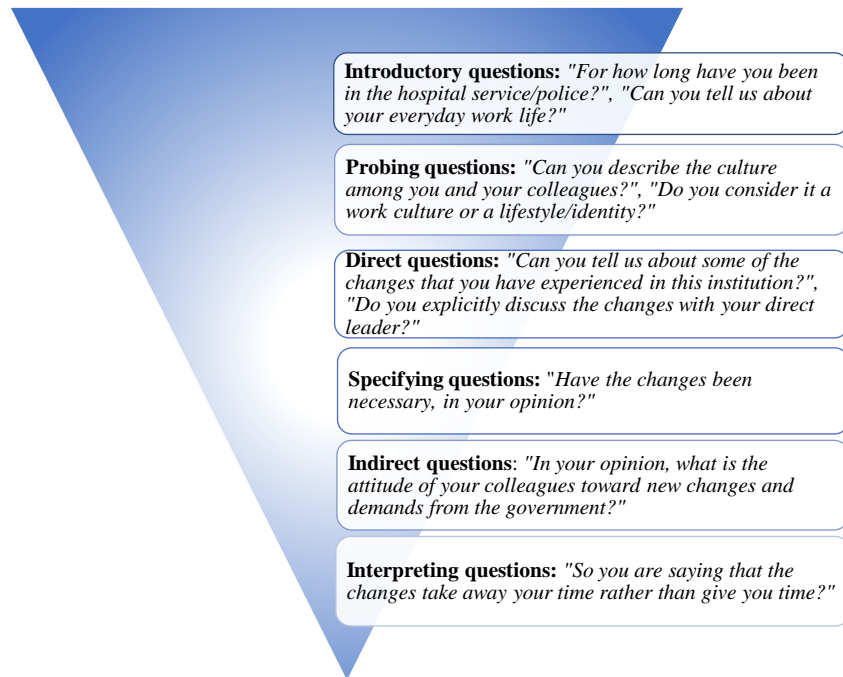 Introductory questions: "For how long have you been
in the hospital service/police?", "Can you tell us about
your everyday work life?"
Probing questions: "Can you describe the culture
among you and your colleagues?", "Do you consider it a
work culture or a lifestyle/identity?"
Direct questions: "Can you tell us about some of the
changes that you have experienced in this institution?",
"Do you explicitly discuss the changes with your direct
leader?"
Specifying questions: "Have the changes been
necessary, in your opinion?"
Indirect questions: "In your opinion, what is the
attitude of your colleagues toward new changes and
demands from the government?"
Interpreting questions: "So you are saying that the
changes take away your time rather than give you time?"